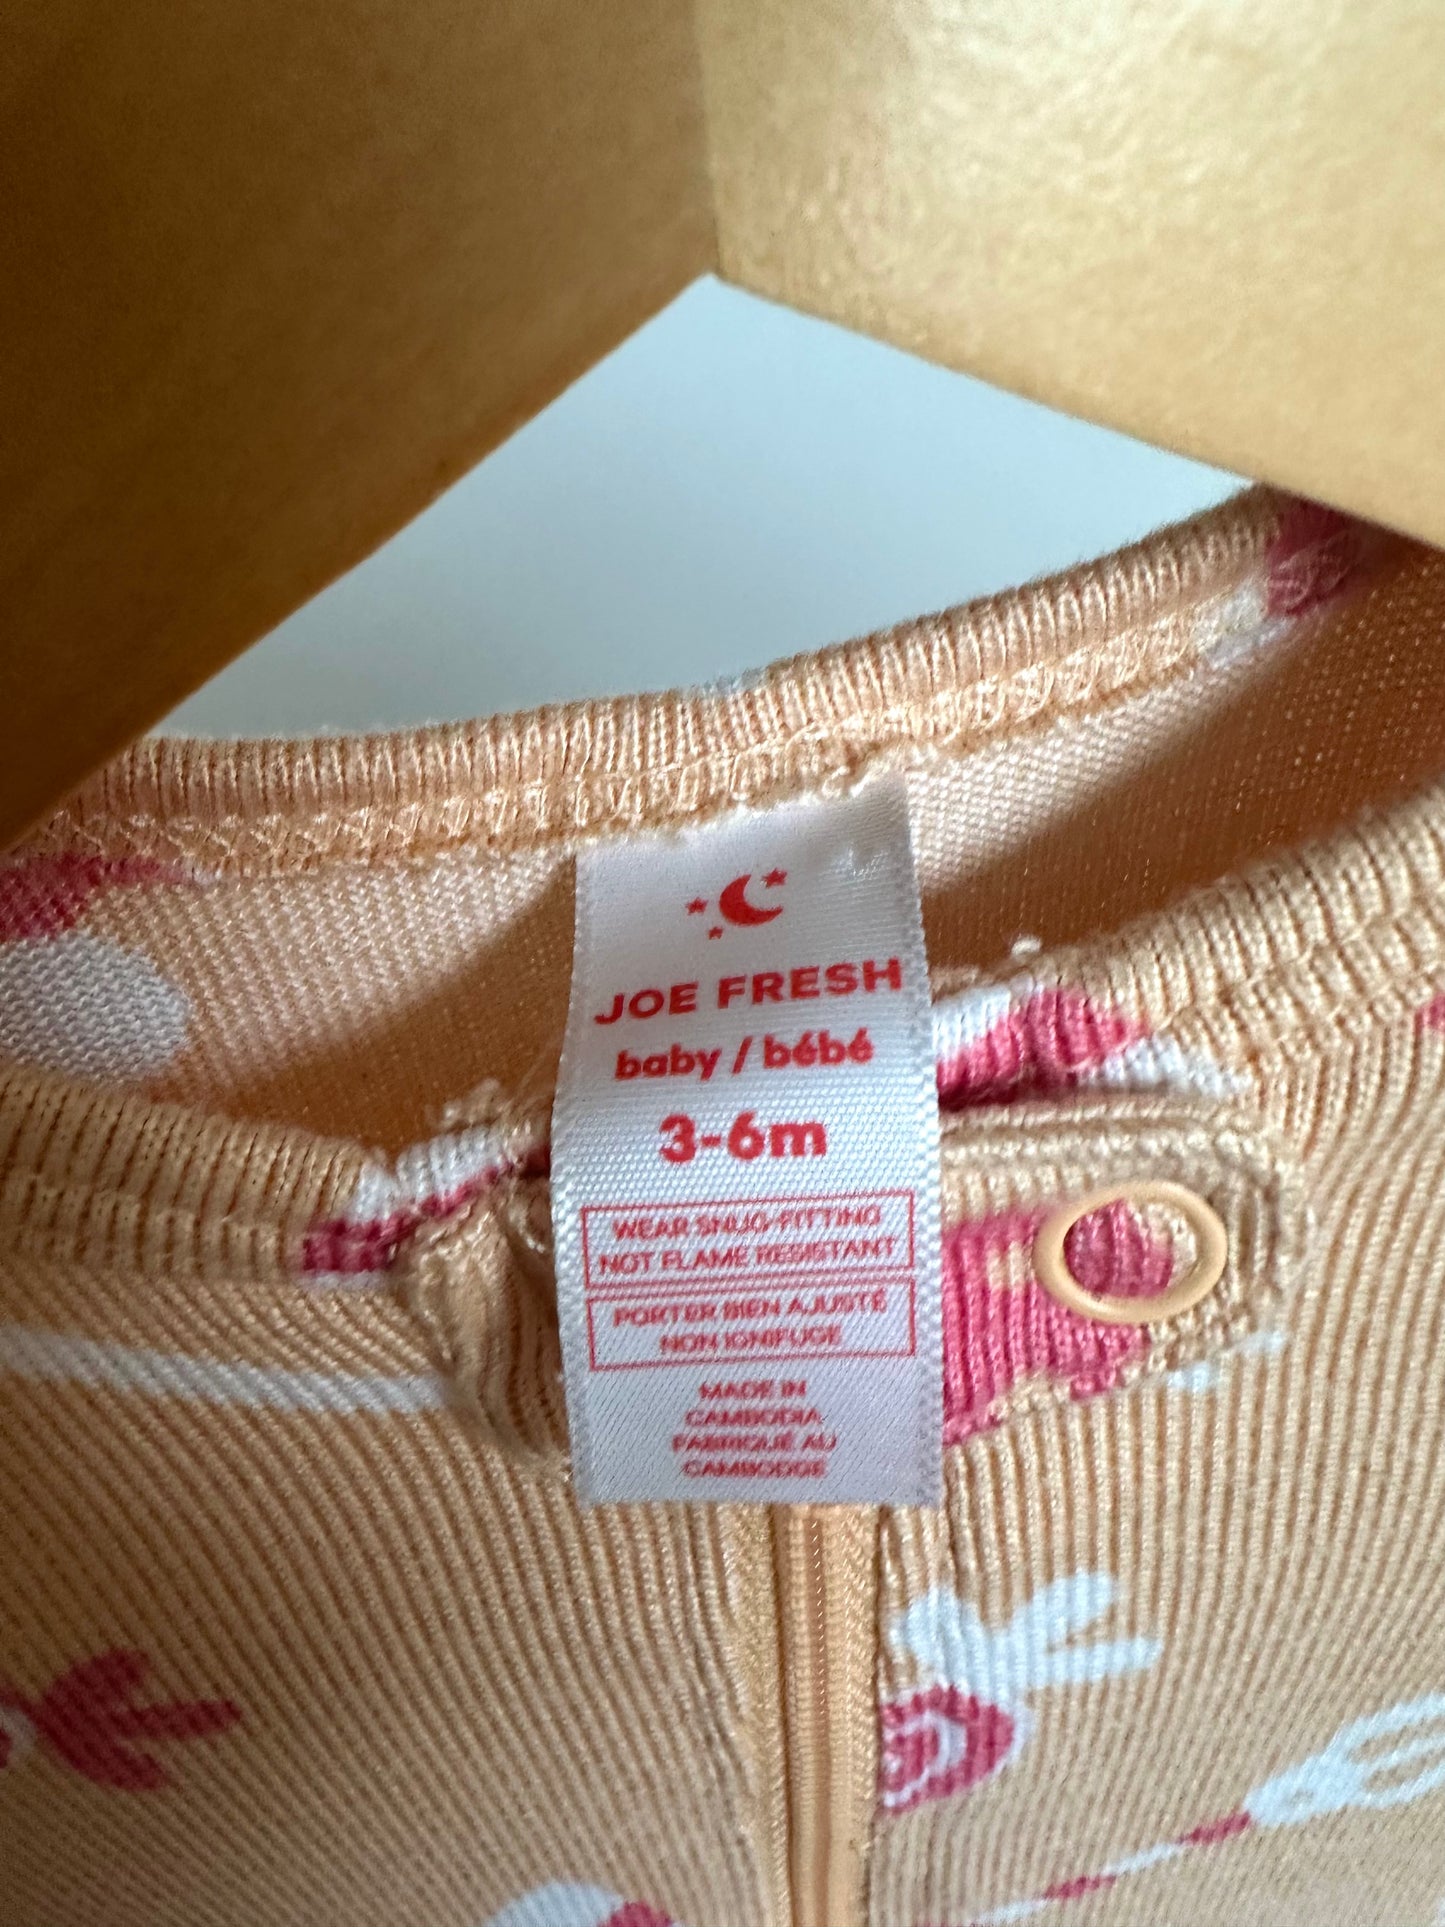 JOE FRESH
baby / bébé
3-6m
WEAR SNUG-FITTING
NOT FLAME RESISTANT
PORTER BIEN AJUSTÉ
NON IGNIFUGE
MADE IN
CAMBODIA
FABRIQUÉ AU
CAMBODGE